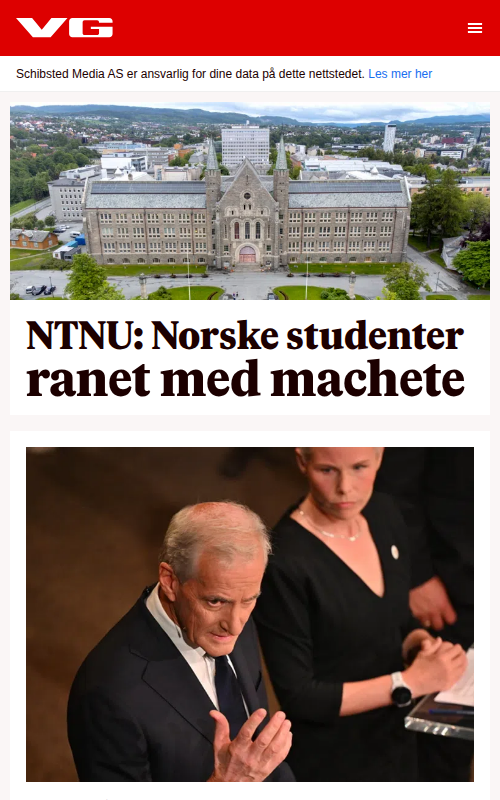 VG
Schibsted Media AS er ansvarlig for dine data på dette nettstedet. Les mer her
NTNU: Norske studenter
ranet med machete